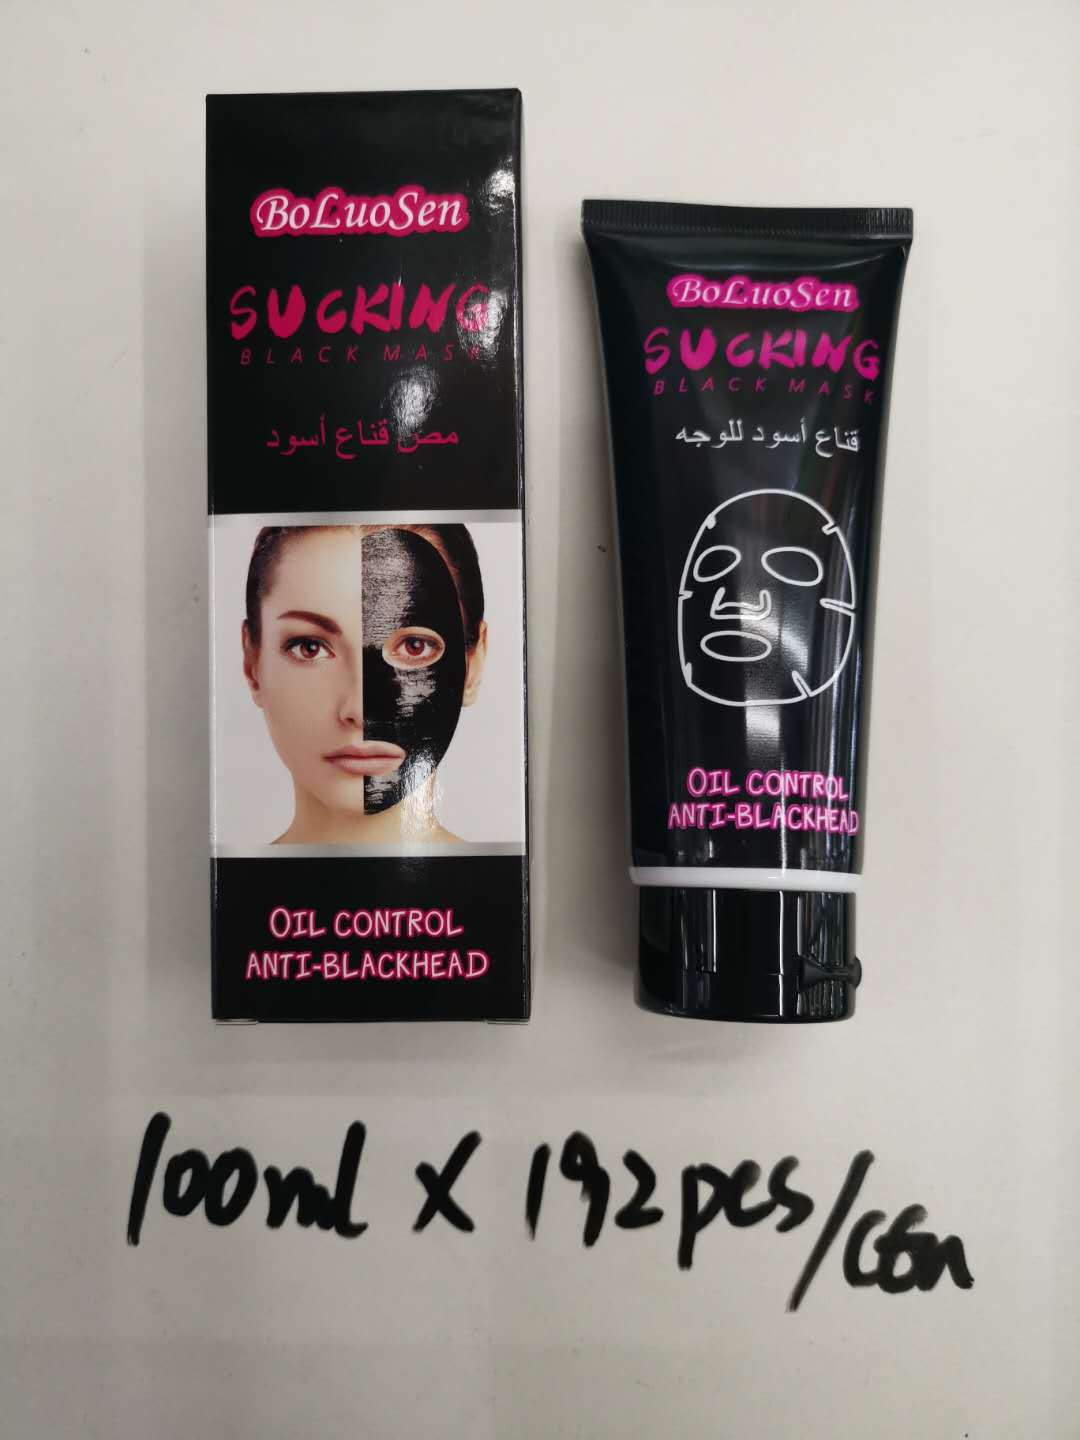 BoLuoSen
SUCKING
BLACK MASK
مص قناع أسود
OIL CONTROL
ANTI-BLACKHEAD
BoLuoSen
SUCKING
BLACK MASK
قناع أسود للوجه
OIL CONTROL
ANTI-BLACKHEAD
100ml x 192pcs/ctn